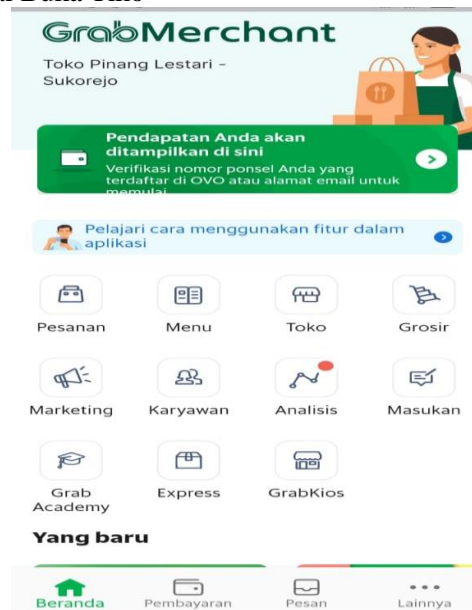 GrabMerchant
Toko Pinang Lestari –
Sukorejo
Pendapatan Anda akan
ditampilkan di sini
Verifikasi nomor ponsel Anda yang
terdaftar di OVO atau alamat email untuk
memulai
Pelajari cara menggunakan fitur dalam
aplikasi
Pesanan Menu Toko Grosir
Marketing Karyawan Analisis Masukan
Grab
Academy Express GrabKios
Yang baru
Beranda Pembayaran Pesan Lainnya